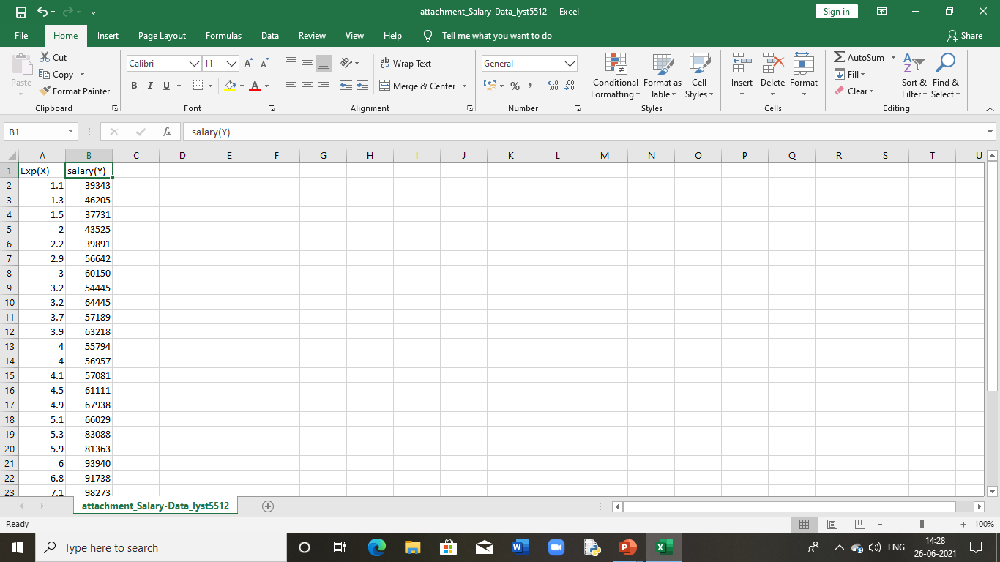 attachment_Salary-Data_lyst5512 - Excel
Sign in
File Home Insert Page Layout Formulas Data Review View Help Tell me what you want to do Share
Paste
Cut
Copy
Format Painter
Clipboard
Calibri 11
B I U A
Font
ab Wrap Text
Merge & Center
Alignment
General
% ,
Number
Conditional Formatting
Format as Table
Cell Styles
Styles
Insert Delete Format
Cells
AutoSum
Fill
Clear
Sort & Filter
Find & Select
Editing
B1 fx salary(Y)
A B C D E F G H I J K L M N O P Q R S T U
1 Exp(X) salary(Y)
2 1.1 39343
3 1.3 46205
4 1.5 37731
5 2 43525
6 2.2 39891
7 2.9 56642
8 3 60150
9 3.2 54445
10 3.2 64445
11 3.7 57189
12 3.9 63218
13 4 55794
14 4 56957
15 4.1 57081
16 4.5 61111
17 4.9 67938
18 5.1 66029
19 5.3 83088
20 5.9 81363
21 6 93940
22 6.8 91738
23 7.1 98273
attachment_Salary-Data_lyst5512
Ready 100%
Type here to search
ENG
14:28
26-06-2021